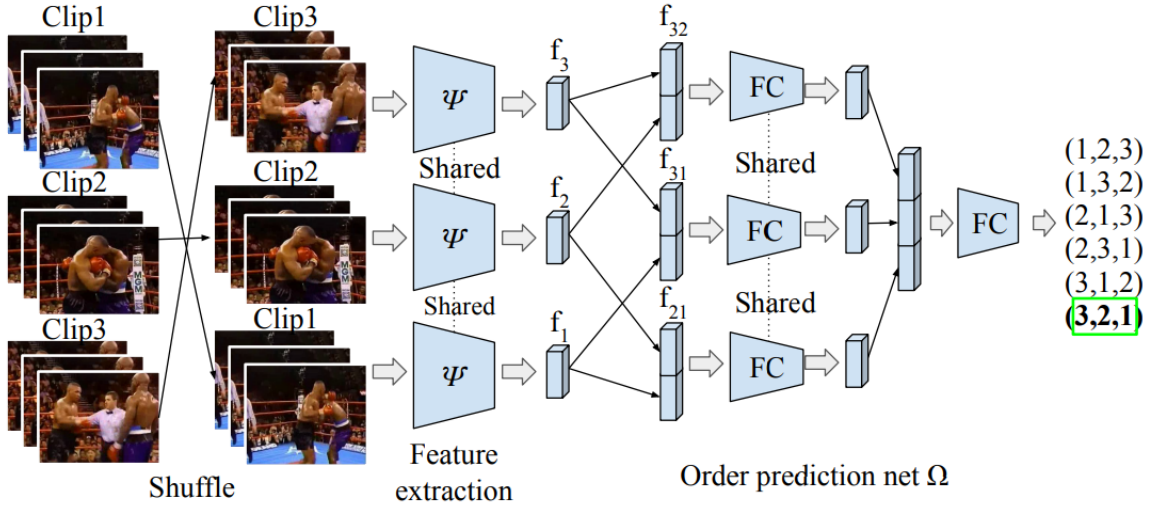 Clip1
Clip2
Clip3
Shuffle
Clip3
Clip2
MGM
MGM
Clip1
Ψ
Shared
Ψ
Shared
Ψ
Feature
extraction
f₃
f₂
f₁
f₃₂
f₃₁
f₂₁
FC
Shared
FC
Shared
FC
Order prediction net Ω
FC
(1,2,3)
(1,3,2)
(2,1,3)
(2,3,1)
(3,1,2)
(3,2,1)